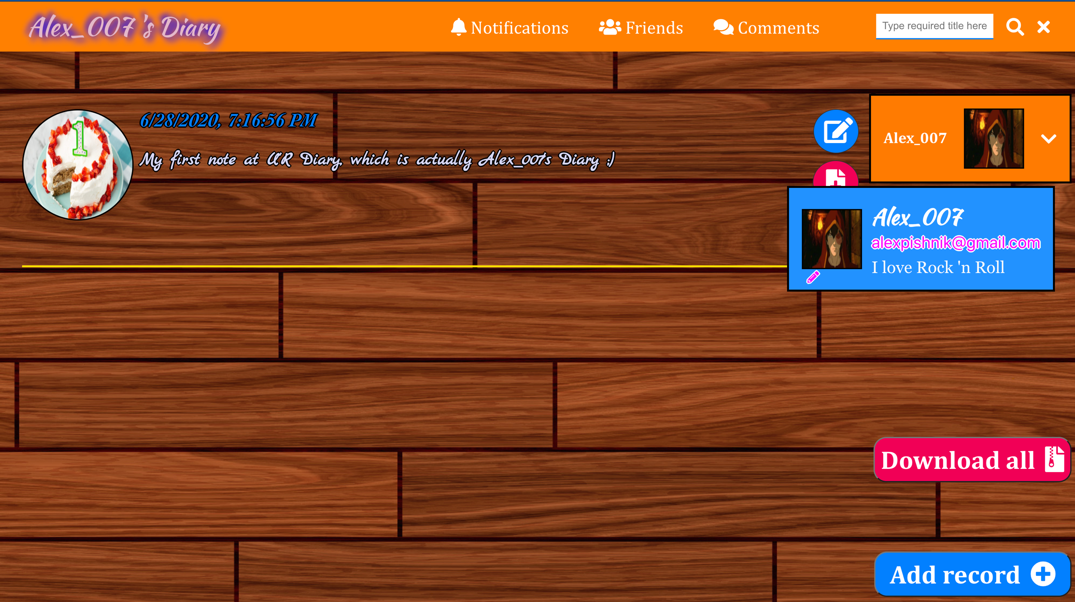 Alex_007 's Diary
Notifications
Friends
Comments
Type required title here
6/28/2020, 7:16:56 PM
My first note at UR Diary, which is actually Alex_007's Diary :)
1
Alex_007
Alex_007
alexpishnik@gmail.com
I love Rock 'n Roll
Download all
Add record